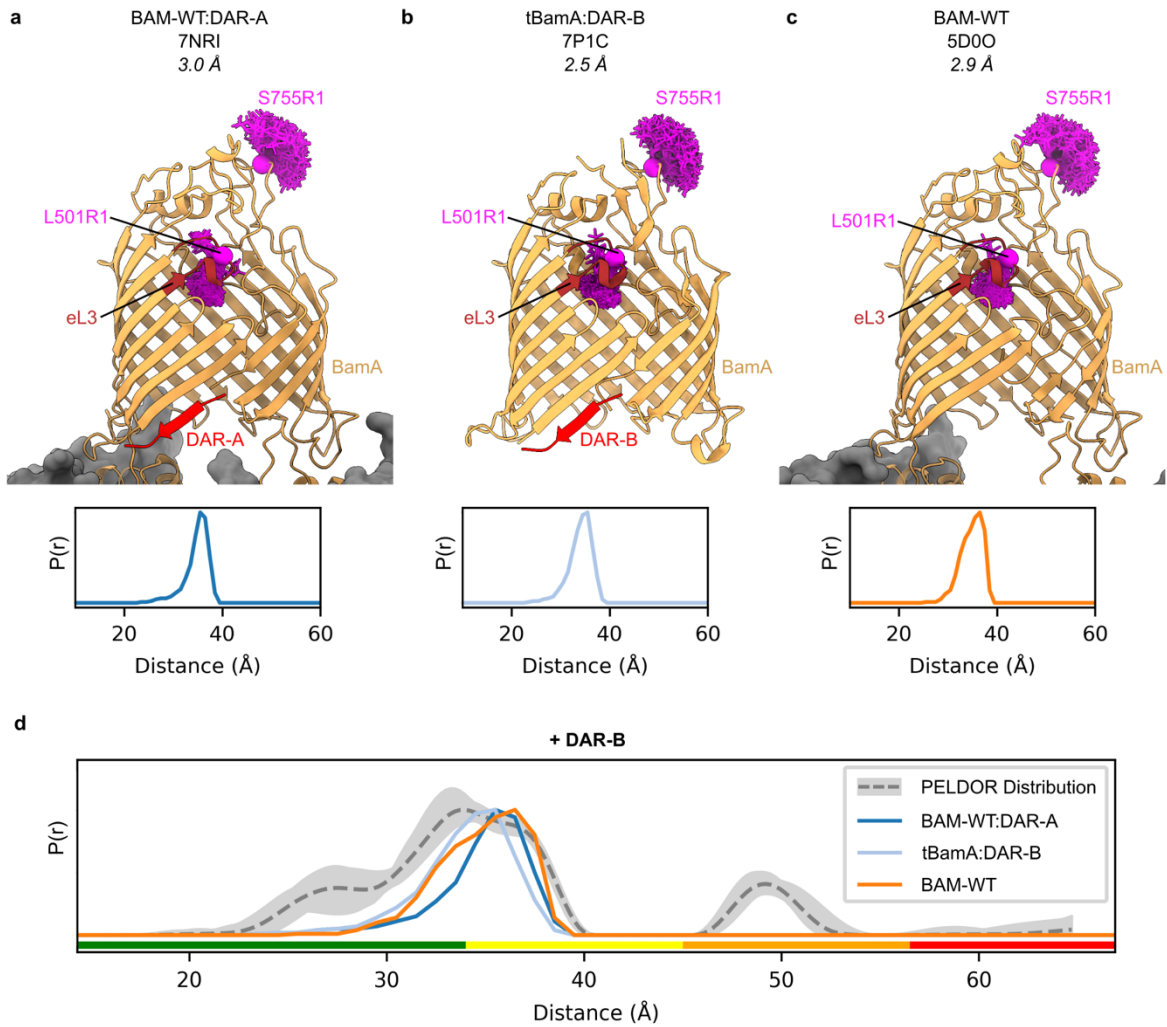 a
BAM-WT:DAR-A
7NRI
3.0 Å
S755R1
L501R1
eL3
BamA
DAR-A
P(r)
20
40
60
Distance (Å)
b
tBamA:DAR-B
7P1C
2.5 Å
S755R1
L501R1
eL3
BamA
DAR-B
P(r)
20
40
60
Distance (Å)
c
BAM-WT
5D0O
2.9 Å
S755R1
L501R1
eL3
BamA
P(r)
20
40
60
Distance (Å)
d
+ DAR-B
P(r)
PELDOR Distribution
BAM-WT:DAR-A
tBamA:DAR-B
BAM-WT
20
30
40
50
60
Distance (Å)